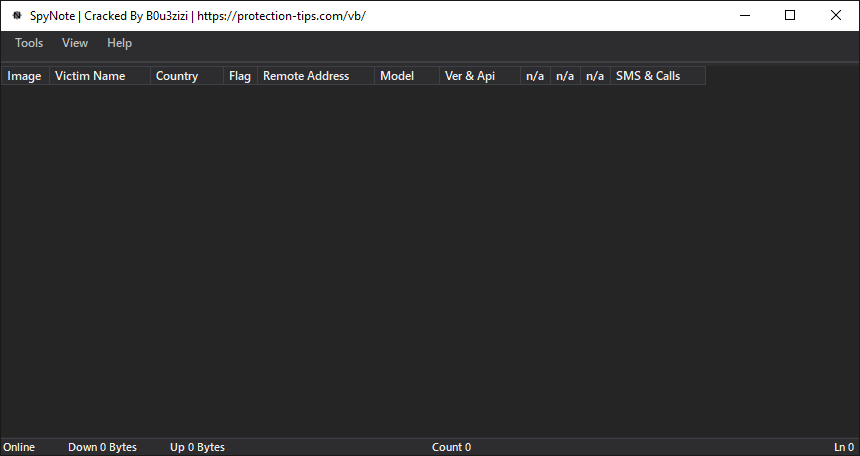 SpyNote | Cracked By B0u3zizi | https://protection-tips.com/vb/
Tools View Help
Image Victim Name Country Flag Remote Address Model Ver & Api n/a n/a n/a SMS & Calls
Online Down 0 Bytes Up 0 Bytes Count 0 Ln 0